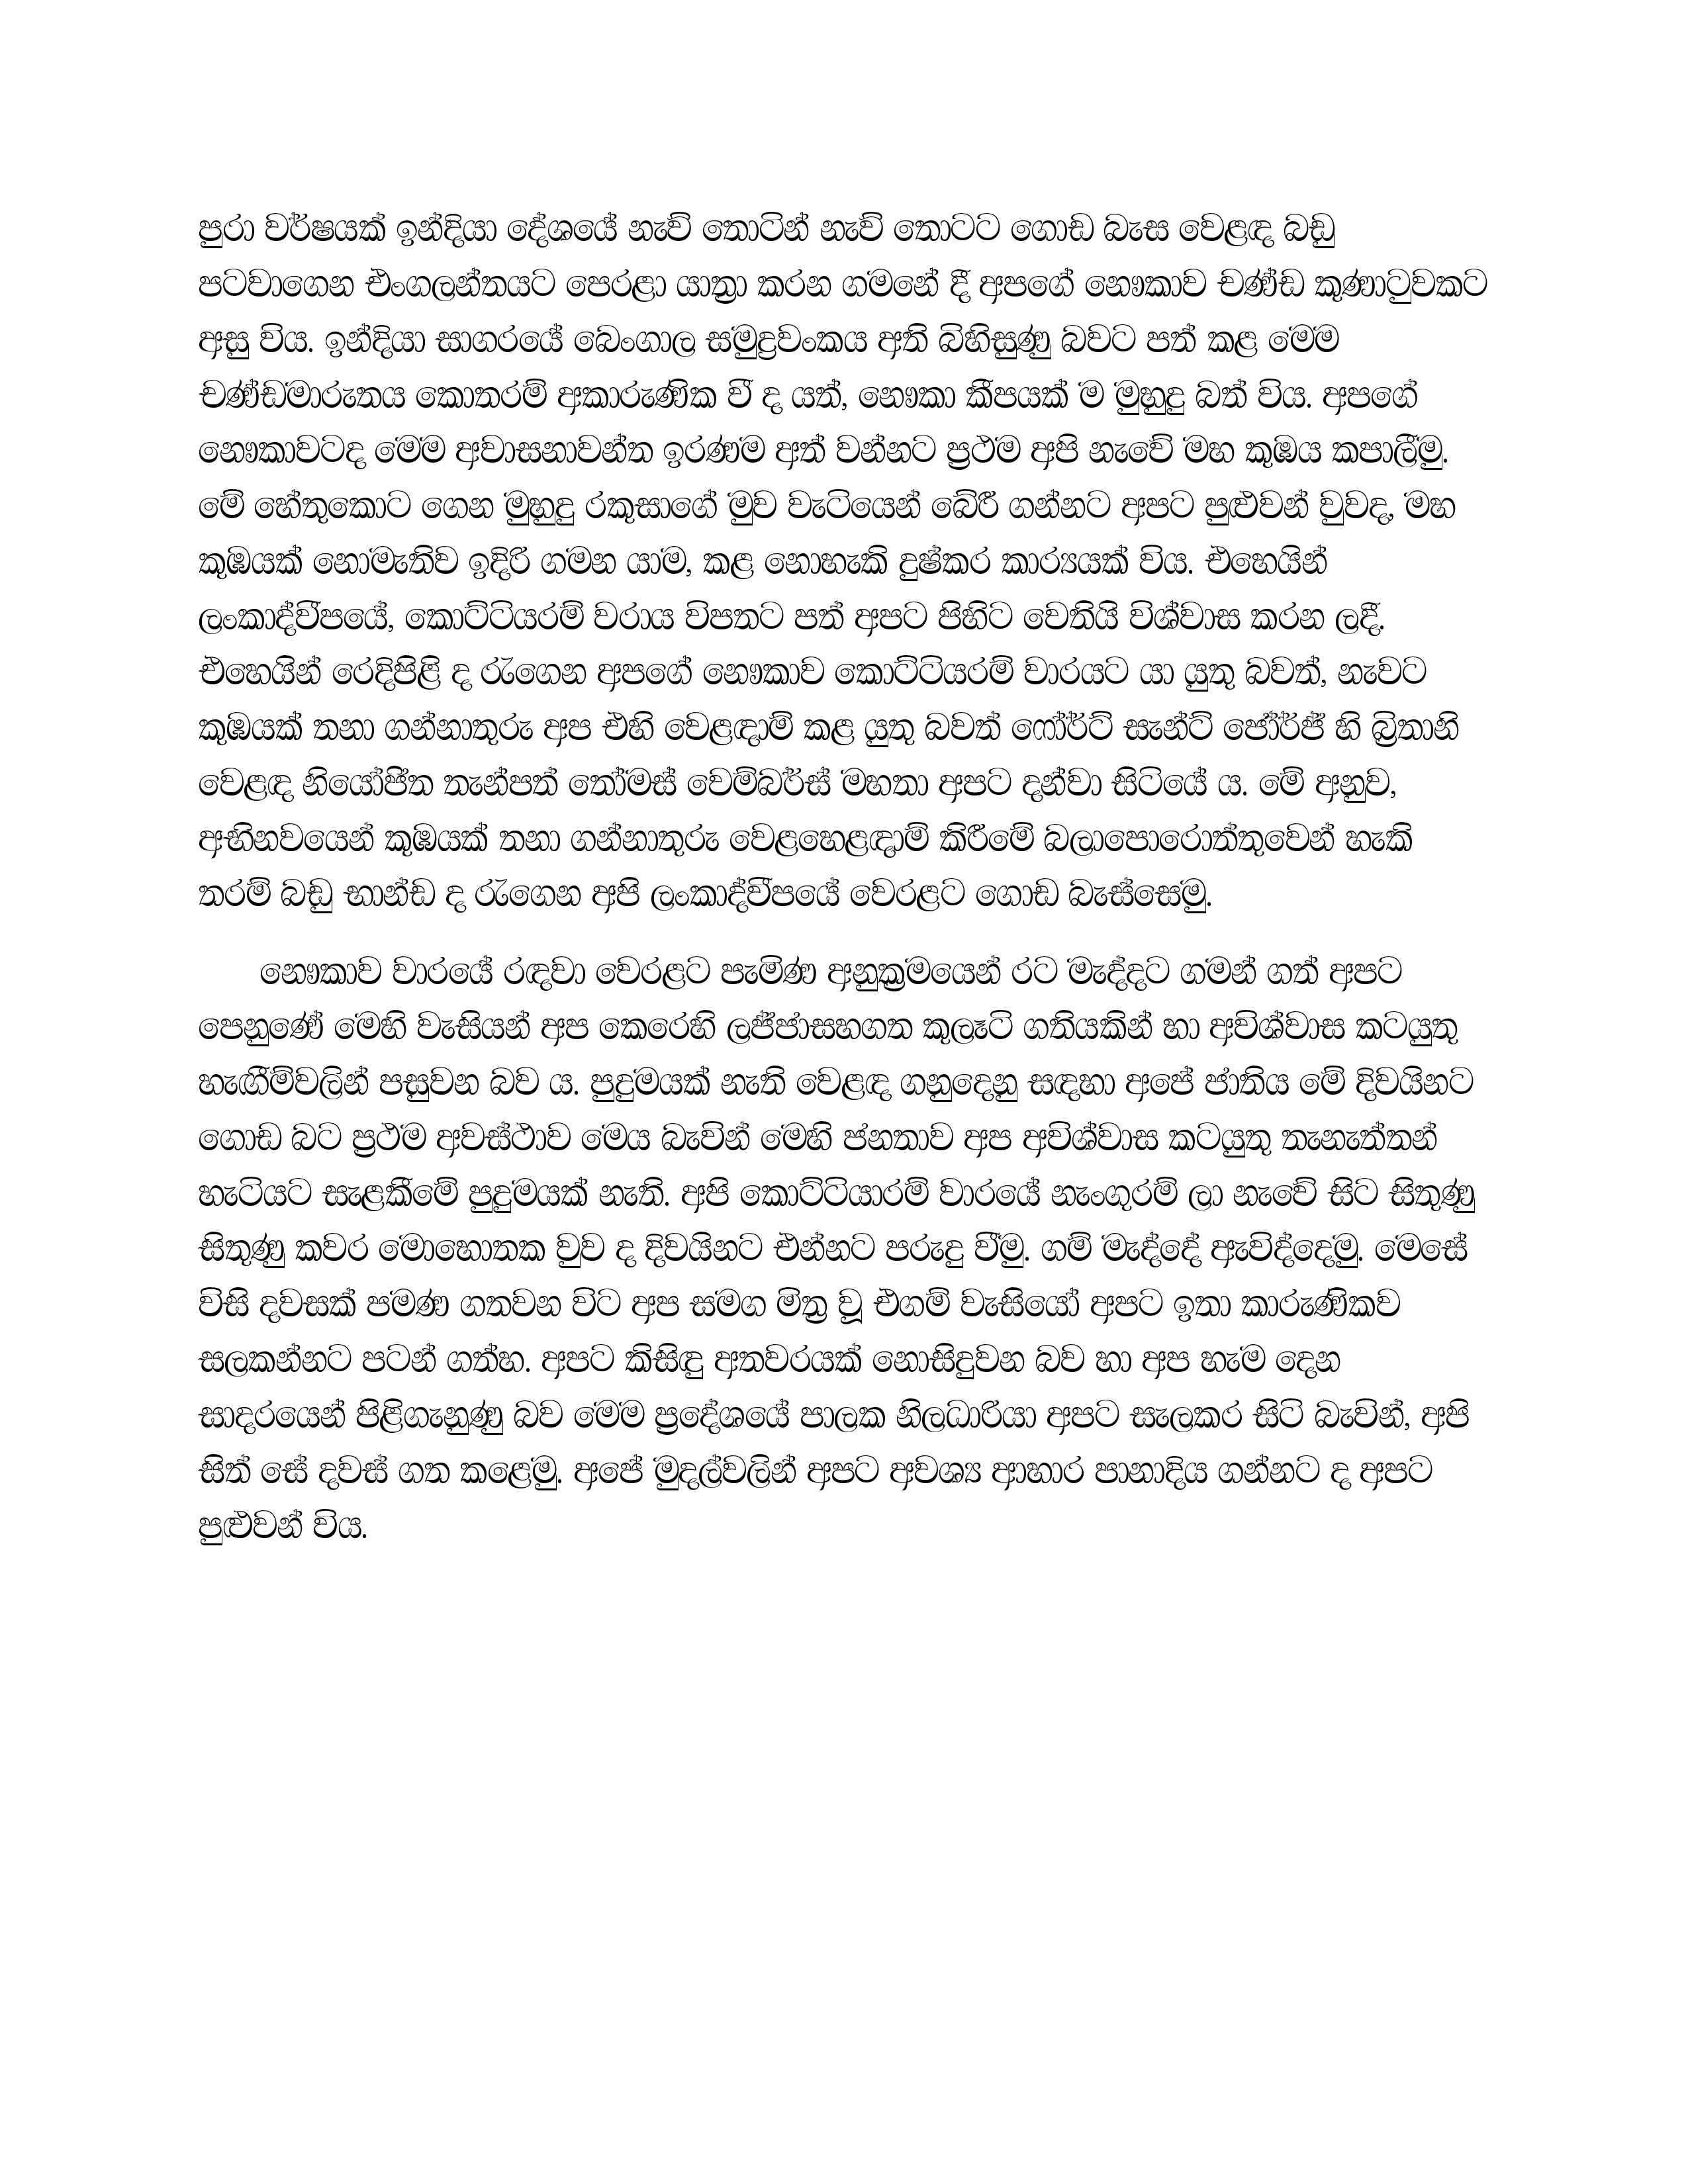 පුරා වර්ෂයක් ඉන්දියා දේශයේ නැව් තොටින් නැව් තොටට ගොඩ බැස වෙළඳ බඩු
පටවාගෙන එංගලන්තයට පෙරළා යාත්‍රා කරන ගමනේ දී අපගේ නෞකාව චණ්ඩ කුණාටුවකට
අසු විය. ඉන්දියා සාගරයේ බෙංගාල සමුද්‍රවංකය අති බිහිසුණු බවට පත් කළ මෙම
චණ්ඩමාරුතය කොතරම් අකාරුණික වී ද යත්, නෞකා කීපයක් ම මුහුදු බත් විය. අපගේ
නෞකාවටද මෙම අවාසනාවන්ත ඉරණම අත් වන්නට ප්‍රථම අපි නැවේ මහ කුඹය කපාලීමු.
මේ හේතුකොට ගෙන මුහුදු රකුසාගේ මුව වැටියෙන් බේරී ගන්නට අපට පුළුවන් වුවද, මහ
කුඹයක් නොමැතිව ඉදිරි ගමන යාම, කළ නොහැකි දුෂ්කර කාර්‍යයක් විය. එහෙයින්
ලංකාද්වීපයේ, කොට්ටියරම් වරාය විපතට පත් අපට පිහිට වෙතියි විශ්වාස කරන ලදී.
එහෙයින් රෙදිපිළි ද රැගෙන අපගේ නෞකාව කොට්ටියරම් වාරයට යා යුතු බවත්, නැවට
කුඹයක් තනා ගන්නාතුරු අප එහි වෙළඳාම් කළ යුතු බවත් ෆෝර්ට් සැන්ට් ජෝර්ජ් හි බ්‍රිතානි
වෙළඳ නියෝජිත තැන්පත් තෝමස් චෙම්බර්ස් මහතා අපට දන්වා සිටියේ ය. මේ අනුව,
අභිනවයෙන් කුඹයක් තනා ගන්නාතුරු වෙළහෙළඳාම් කිරීමේ බලාපොරොත්තුවෙන් හැකි
තරම් බඩු භාන්ඩ ද රැගෙන අපි ලංකාද්වීපයේ වෙරළට ගොඩ බැස්සෙමු.
නෞකාව වාරයේ රඳවා වෙරළට පැමිණ අනුක්‍රමයෙන් රට මැද්දට ගමන් ගත් අපට
පෙනුණේ මෙහි වැසියන් අප කෙරෙහි ලජ්ජාසහගත කුලෑටි ගතියකින් හා අවිශ්වාස කටයුතු
හැඟීම්වලින් පසුවන බව ය. පුදුමයක් නැති වෙළඳ ගනුදෙනු සඳහා අපේ ජාතිය මේ දිවයිනට
ගොඩ බට ප්‍රථම අවස්ථාව මෙය බැවින් මෙහි ජනතාව අප අවිශ්වාස කටයුතු තැනැත්තන්
හැටියට සැළකීමේ පුදුමයක් නැති. අපි කොට්ටියාරම් වාරයේ නැංගුරම් ලා නැවේ සිට සිතුණු
සිතුණු කවර මොහොතක වුව ද දිවයිනට එන්නට පරුදු වීමු. ගම් මැද්දේ ඇවිද්දෙමු. මෙසේ
විසි දවසක් පමණ ගතවන විට අප සමග මිත්‍ර වූ එගම් වැසියෝ අපට ඉතා කාරුණිකව
සලකන්නට පටන් ගත්හ. අපට කිසිඳු අතවරයක් නොසිදුවන බව හා අප හැම දෙන
සාදරයෙන් පිළිගැනුණු බව මෙම ප්‍රදේශයේ පාලක නිලධාරියා අපට සැලකර සිටි බැවින්, අපි
සිත් සේ දවස් ගත කළෙමු. අපේ මුදල්වලින් අපට අවශ්‍ය ආහාර පානාදිය ගන්නට ද අපට
පුළුවන් විය.